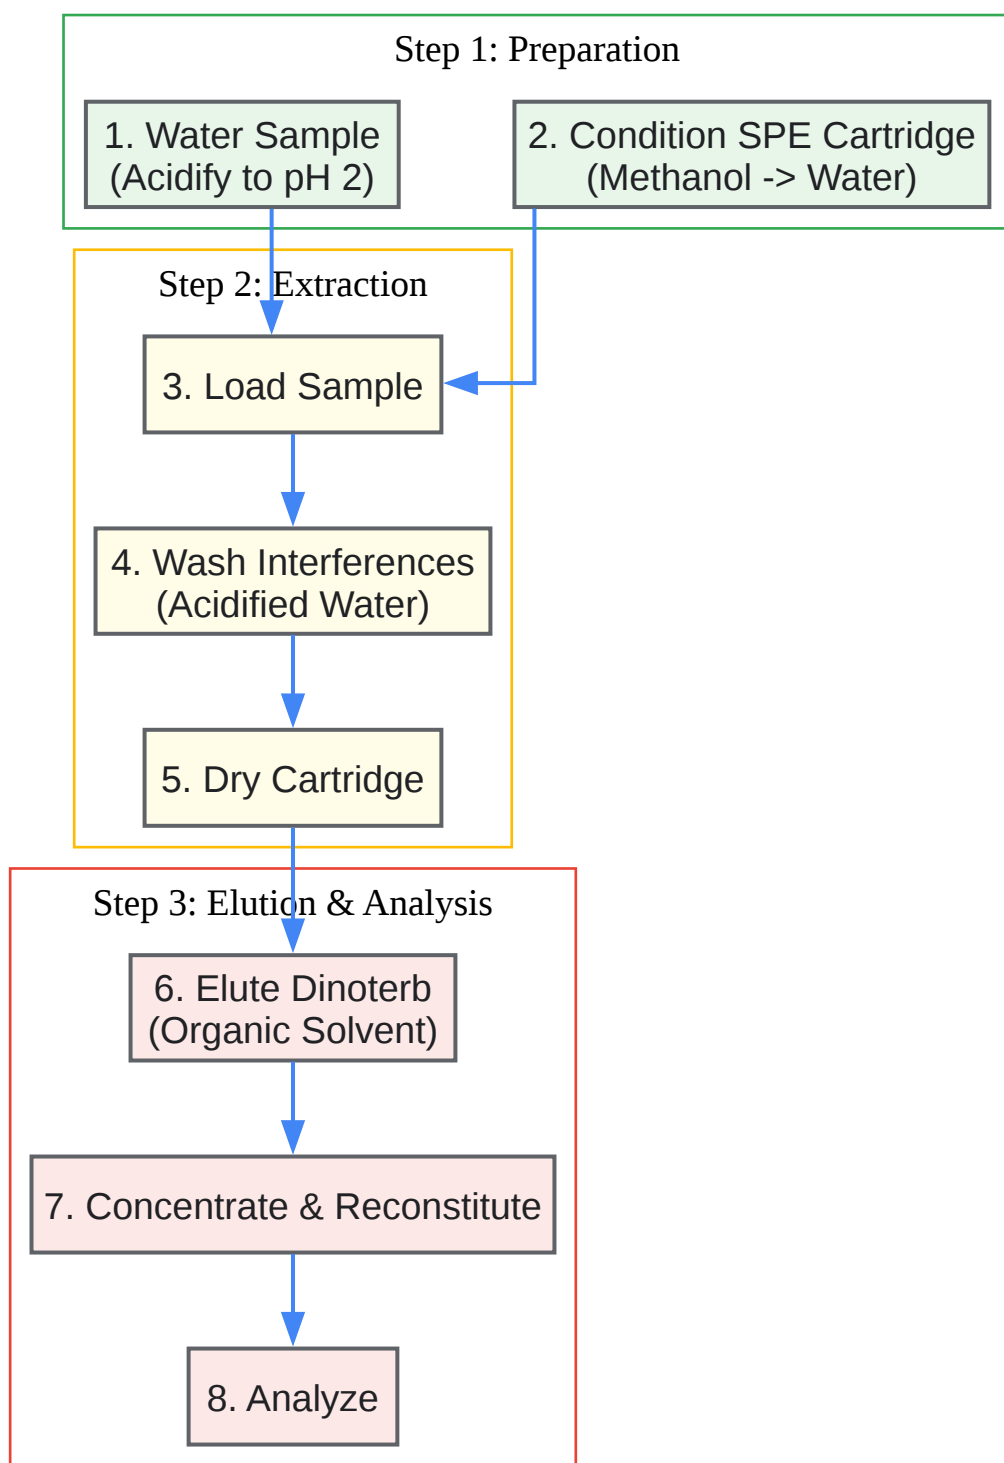 Step 1: Preparation
1. Water Sample
(Acidify to pH 2)
2. Condition SPE Cartridge
(Methanol -> Water)
Step 2: Extraction
3. Load Sample
4. Wash Interferences
(Acidified Water)
5. Dry Cartridge
Step 3: Elution & Analysis
6. Elute Dinoterb
(Organic Solvent)
7. Concentrate & Reconstitute
8. Analyze